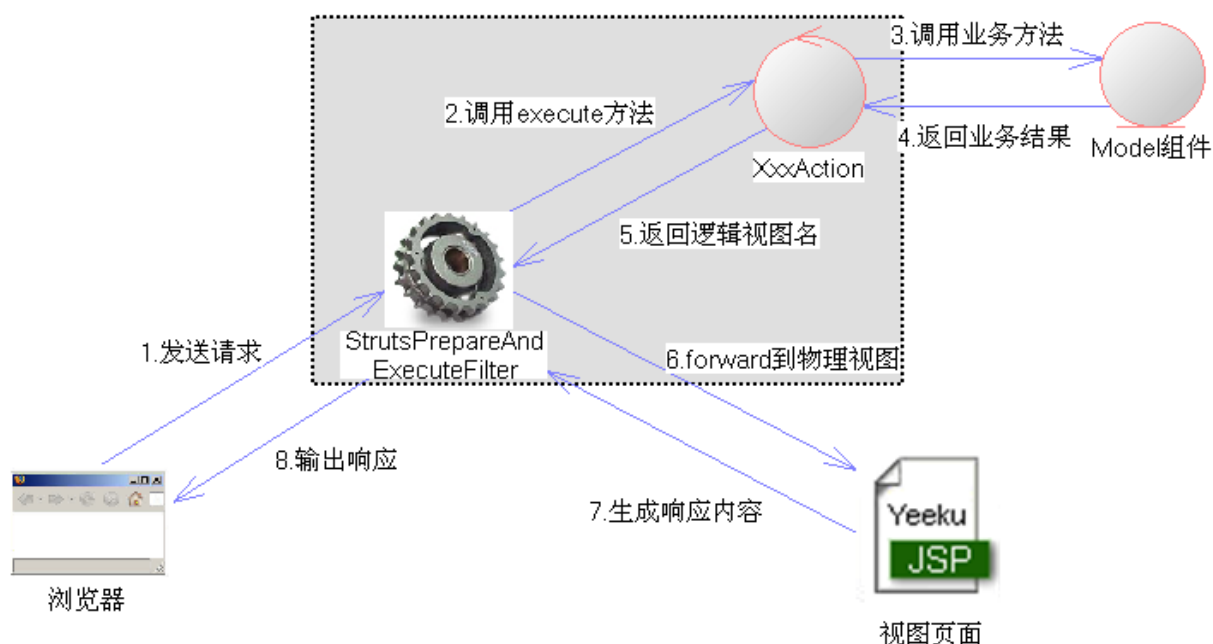 3.调用业务方法
2.调用execute方法
4.返回业务结果
Model组件
XxxAction
5.返回逻辑视图名
StrutsPrepareAnd
ExecuteFilter
1.发送请求
6.forward到物理视图
8.输出响应
7.生成响应内容
Yeeku
JSP
浏览器
视图页面